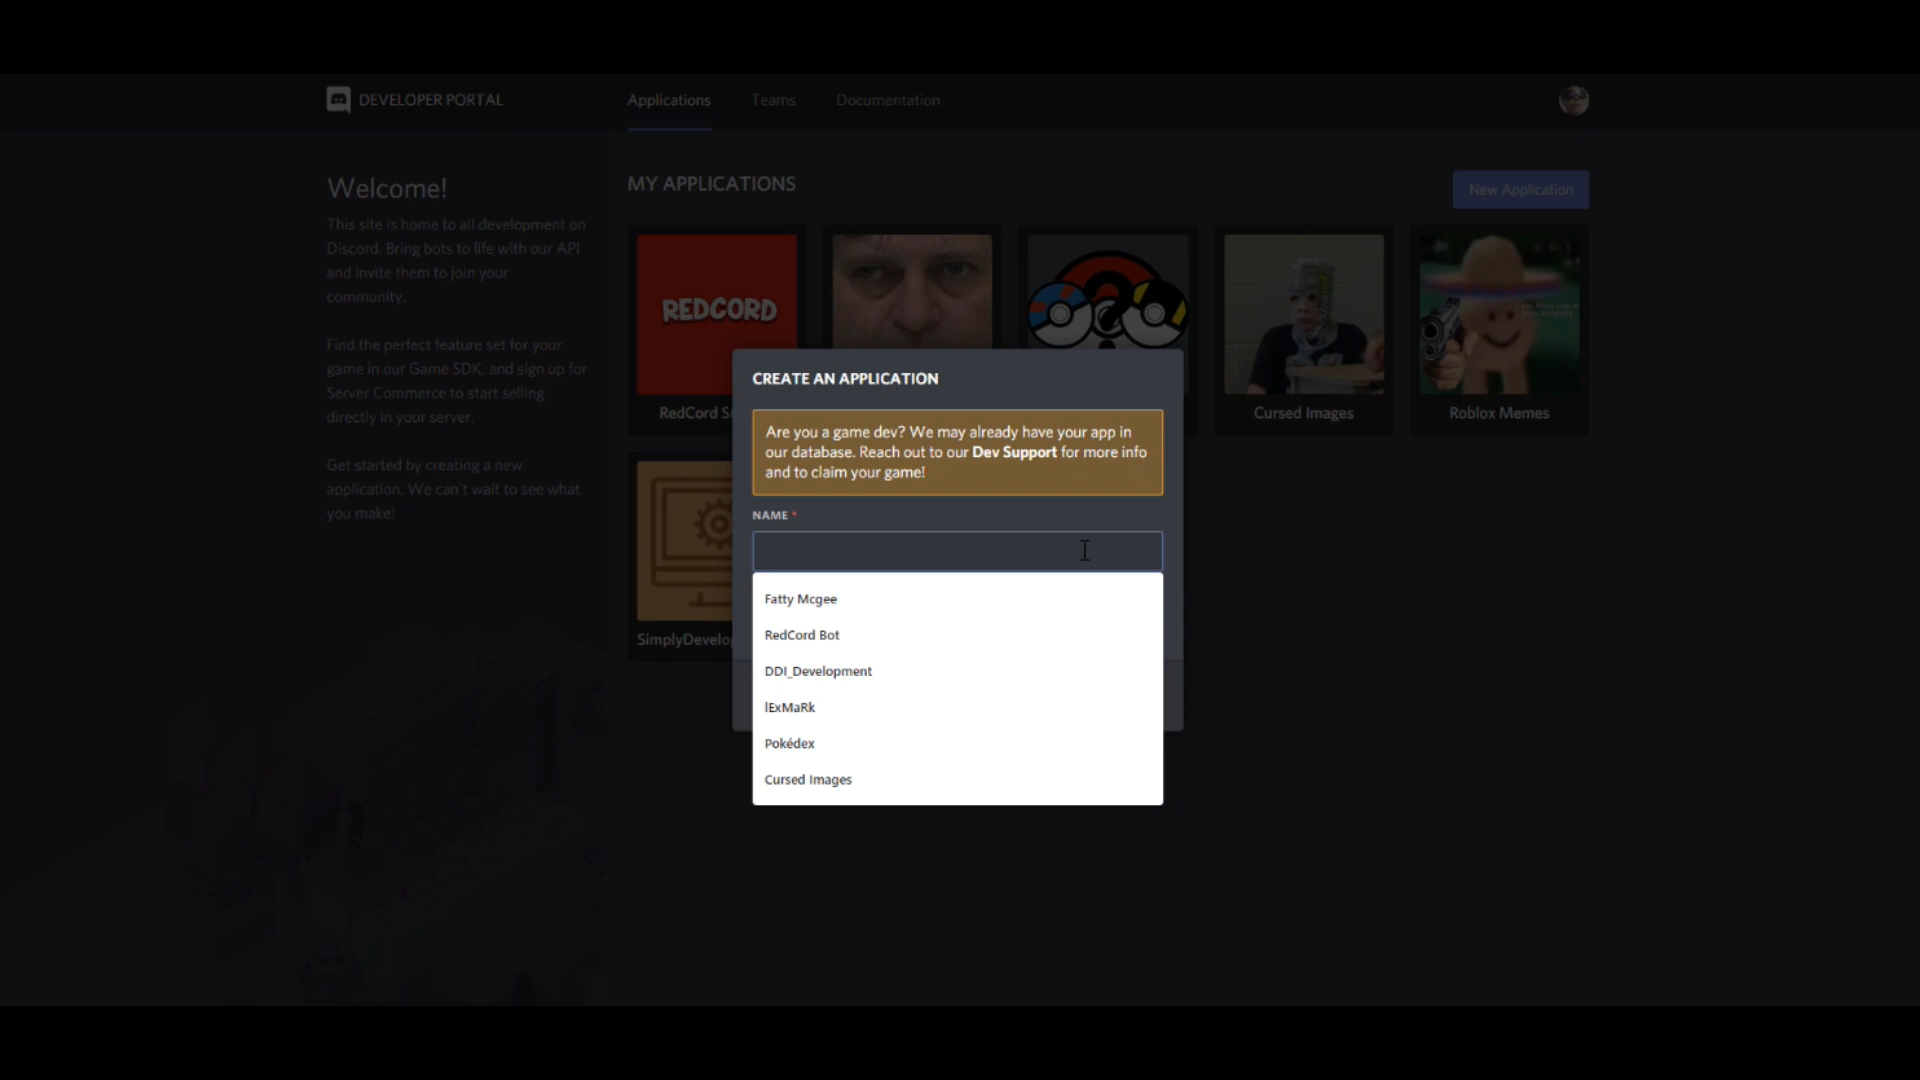 DEVELOPER PORTAL
Applications
Teams
Documentation
Welcome!
This site is home to all development on
Discord. Bring bots to life with our API
and invite them to join your
community.
Find the perfect feature set for your
game in our Game SDK, and sign up for
Server Commerce to start selling
directly in your server.
Get started by creating a new
application. We can't wait to see what
you make!
MY APPLICATIONS
New Application
REDCORD
RedCord
Cursed Images
Roblox Memes
CREATE AN APPLICATION
Are you a game dev? We may already have your app in
our database. Reach out to our Dev Support for more info
and to claim your game!
NAME *
Fatty Mcgee
RedCord Bot
DDI_Development
lExMaRk
Pokédex
Cursed Images